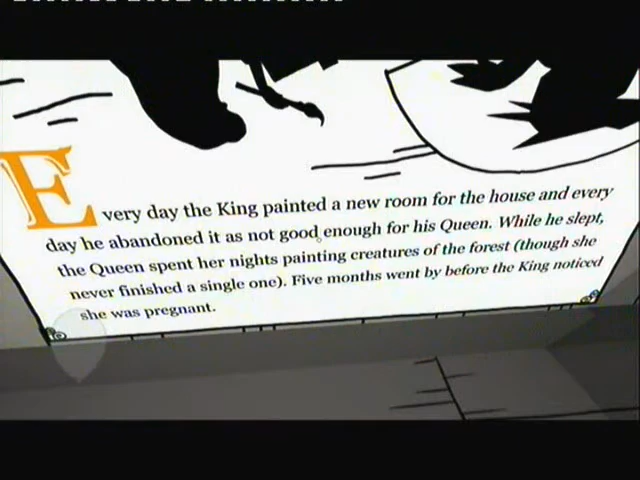 Every day the King painted a new room for the house and every
day he abandoned it as not good enough for his Queen. While he slept,
the Queen spent her nights painting creatures of the forest (though she
never finished a single one). Five months went by before the King noticed
she was pregnant.